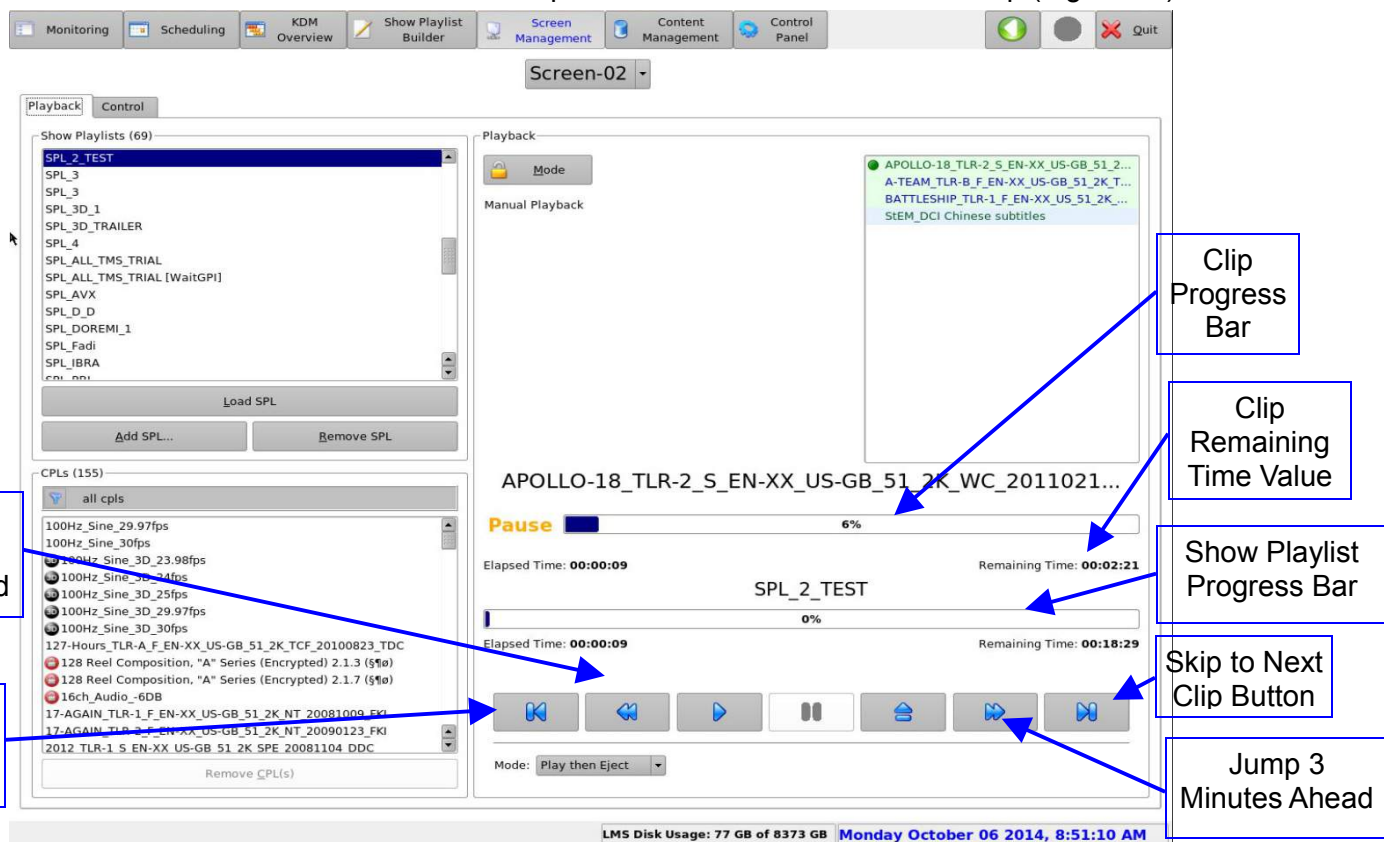 Monitoring
Scheduling
KDM Overview
Show Playlist Builder
Screen Management
Content Management
Control Panel
Quit
Screen-02
Playback
Control
Show Playlists (69)
SPL_2_TEST
SPL_3
SPL_3
SPL_3D_1
SPL_3D_TRAILER
SPL_4
SPL_ALL_TMS_TRIAL
SPL_ALL_TMS_TRIAL [WaitGPI]
SPL_AVX
SPL_D_D
SPL_DOREMI_1
SPL_Fadi
SPL_IBRA
Load SPL
Add SPL...
Remove SPL
CPLs (155)
all cpls
100Hz_Sine_29.97fps
100Hz_Sine_30fps
3D 100Hz_Sine_3D_23.98fps
3D 100Hz_Sine_3D_24fps
3D 100Hz_Sine_3D_25fps
3D 100Hz_Sine_3D_29.97fps
3D 100Hz_Sine_3D_30fps
127-Hours_TLR-A_F_EN-XX_US-GB_51_2K_TCF_20100823_TDC
128 Reel Composition, "A" Series (Encrypted) 2.1.3 (§¶ø)
128 Reel Composition, "A" Series (Encrypted) 2.1.7 (§¶ø)
16ch_Audio_-6DB
17-AGAIN_TLR-1_F_EN-XX_US-GB_51_2K_NT_20081009_FKI
17-AGAIN_TLR-2_F_EN-XX_US-GB_51_2K_NT_20090123_FKI
2012_TLR-1_S_EN-XX_US-GB_51_2K_SPE_20081104_DDC
Remove CPL(s)
Playback
Mode
Manual Playback
APOLLO-18_TLR-2_S_EN-XX_US-GB_51_2...
A-TEAM_TLR-B_F_EN-XX_US-GB_51_2K_T...
BATTLESHIP_TLR-1_F_EN-XX_US_51_2K_...
StEM_DCI Chinese subtitles
APOLLO-18_TLR-2_S_EN-XX_US-GB_51_2K_WC_2011021...
Pause
6%
Elapsed Time: 00:00:09
Remaining Time: 00:02:21
SPL_2_TEST
0%
Elapsed Time: 00:00:09
Remaining Time: 00:18:29
Mode: Play then Eject
LMS Disk Usage: 77 GB of 8373 GB
Monday October 06 2014, 8:51:10 AM
Clip
Progress
Bar
Clip
Remaining
Time Value
Show Playlist
Progress Bar
Skip to Next
Clip Button
Jump 3
Minutes Ahead